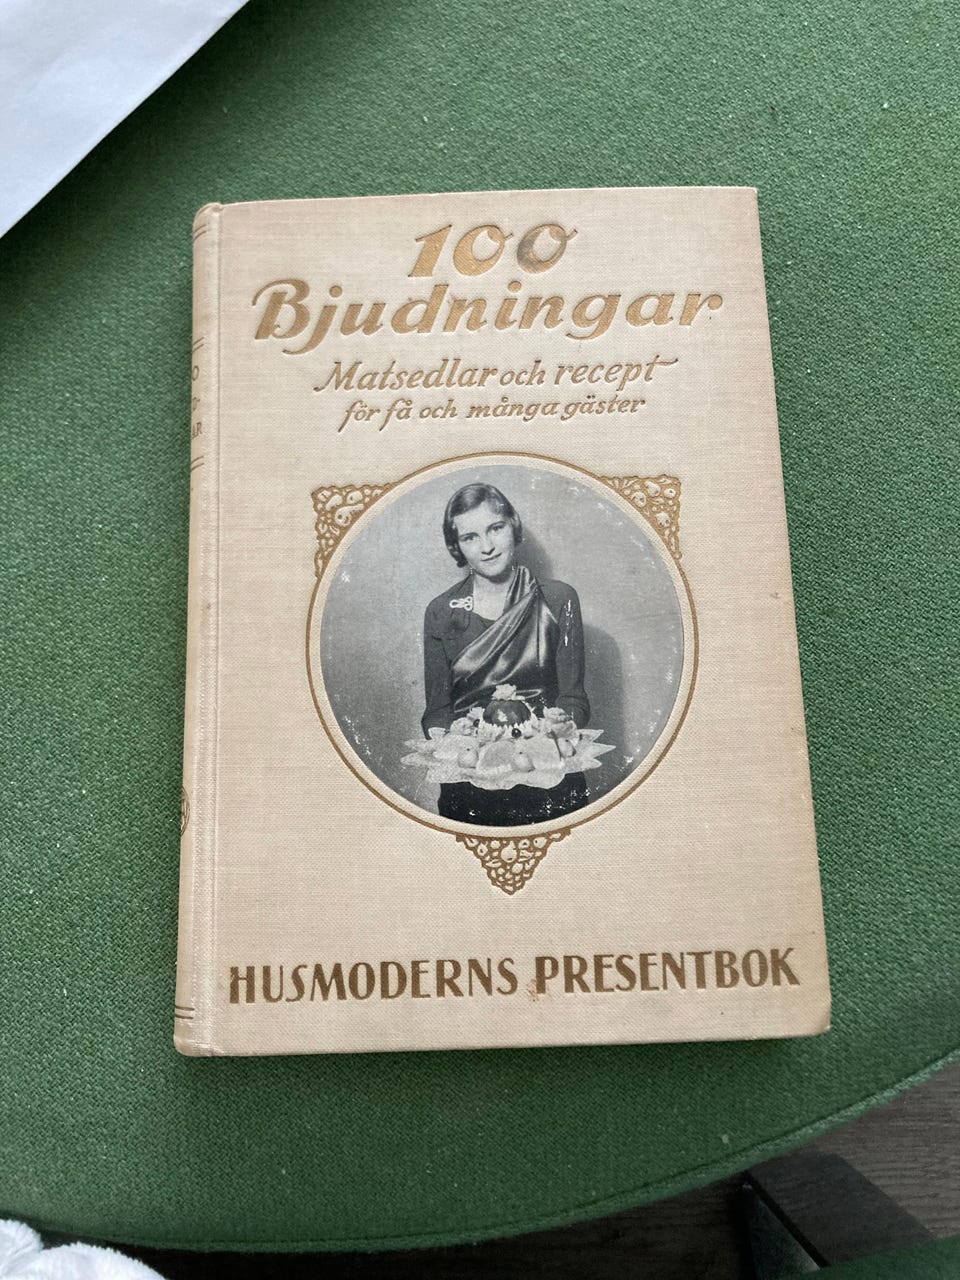 100
Bjudningar
Matsedlar och recept
för få och många gäster
HUSMODERNS PRESENTBOK